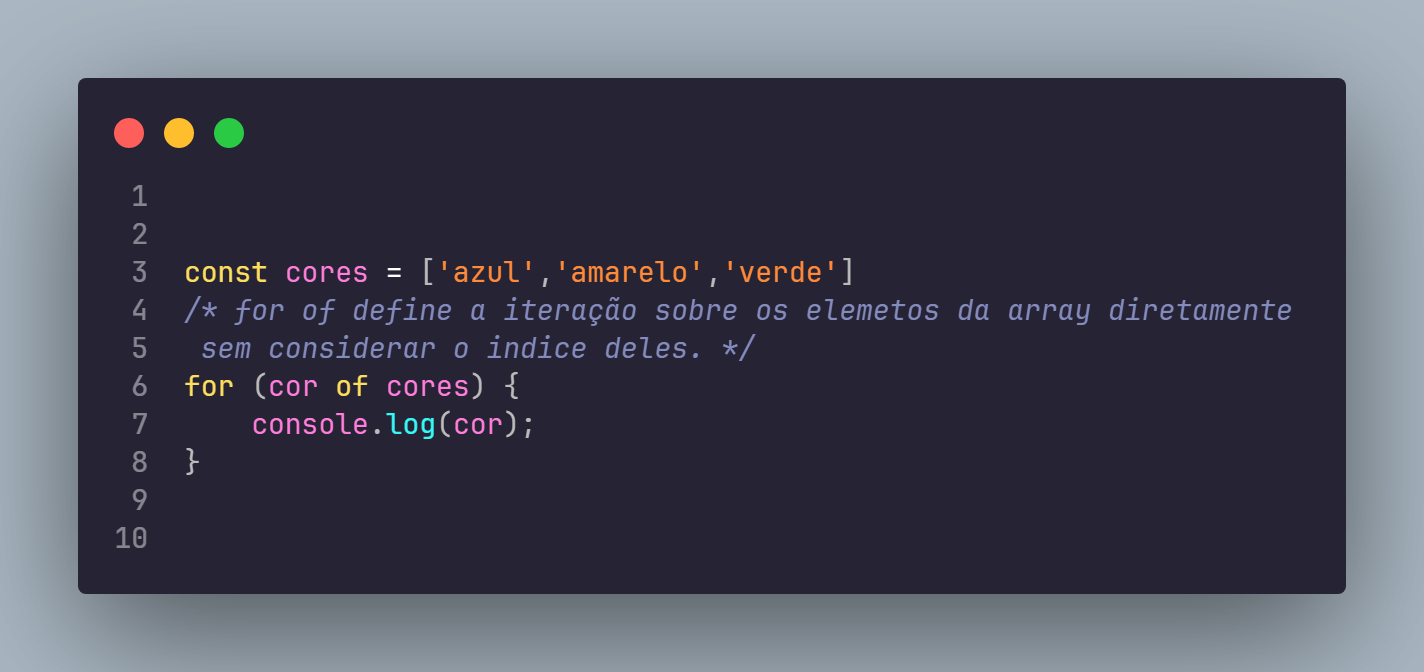 1
2
3 const cores = ['azul','amarelo','verde']
4 /* for of define a iteração sobre os elemetos da array diretamente
5  sem considerar o indice deles. */
6 for (cor of cores) {
7     console.log(cor);
8 }
9
10